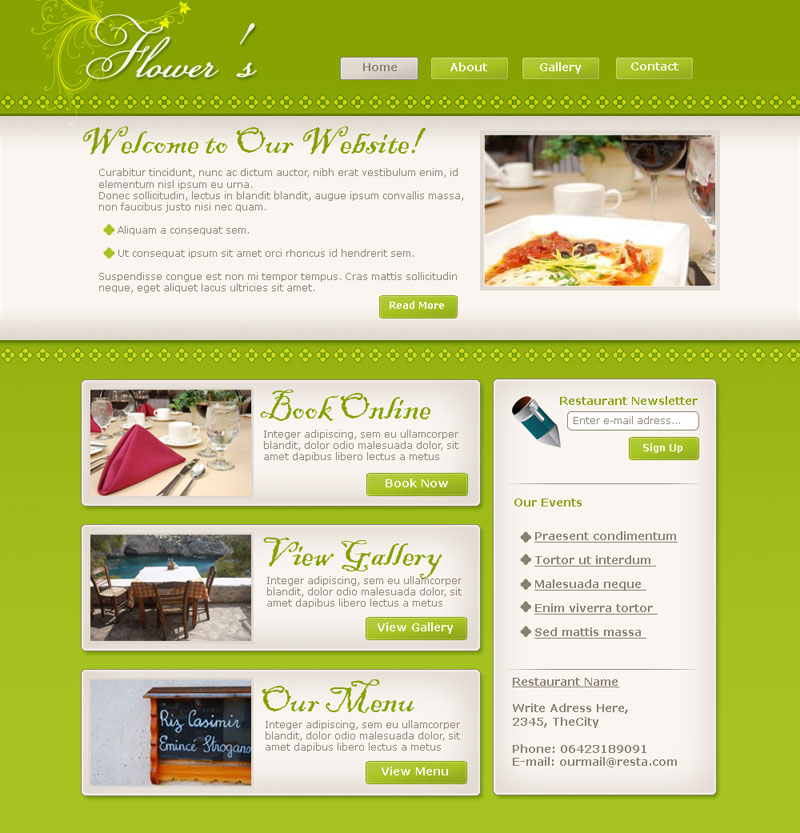 Flower's
Home
About
Gallery
Contact
Welcome to Our Website!
Curabitur tincidunt, nunc ac dictum auctor, nibh erat vestibulum enim, id
elementum nisl ipsum eu urna.
Donec sollicitudin, lectus in blandit blandit, augue ipsum convallis massa,
non faucibus justo nisi nec quam.
Aliquam a consequat sem.
Ut consequat ipsum sit amet orci rhoncus id hendrerit sem.
Suspendisse congue est non mi tempor tempus. Cras mattis sollicitudin
neque, eget aliquet lacus ultricies sit amet.
Read More
Book Online
Integer adipiscing, sem eu ullamcorper
bibendum, dolor odio malesuada dolor, sit
amet dapibus libero lectus a metus
Book Now
View Gallery
Integer adipiscing, sem eu ullamcorper
bibendum, dolor odio malesuada dolor, sit
amet dapibus libero lectus a metus
View Gallery
Riz Casimir
Emincé Strogano
Our Menu
Integer adipiscing, sem eu ullamcorper
bibendum, dolor odio malesuada dolor, sit
amet dapibus libero lectus a metus
View Menu
Restaurant Newsletter
Enter e-mail adress...
Sign Up
Our Events
Praesent condimentum
Tortor ut interdum
Malesuada neque
Enim viverra tortor
Sed mattis massa
Restaurant Name
Write Adress Here,
2345, TheCity
Phone: 06423189091
E-mail: ourmail@resta.com